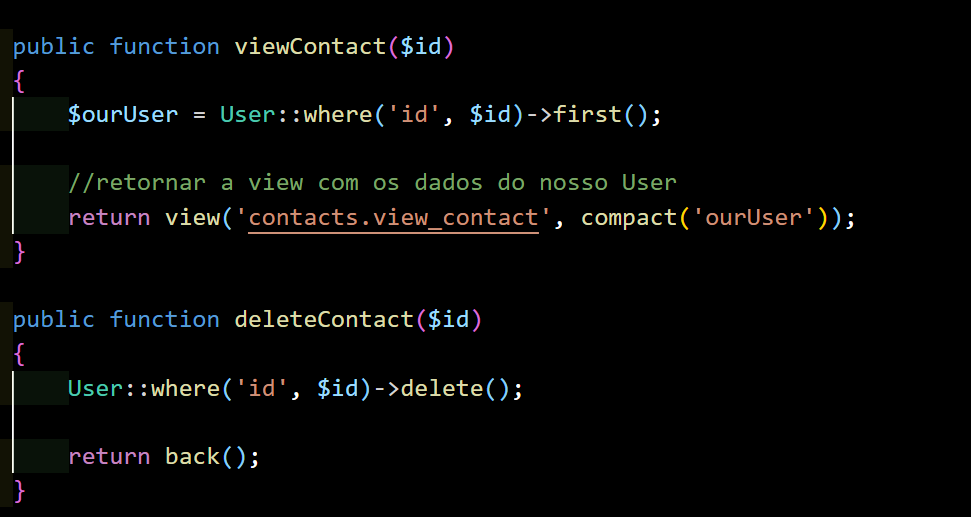 public function viewContact($id)
{
    $ourUser = User::where('id', $id)->first();
    //retornar a view com os dados do nosso User
    return view('contacts.view_contact', compact('ourUser'));
}
public function deleteContact($id)
{
    User::where('id', $id)->delete();
    return back();
}